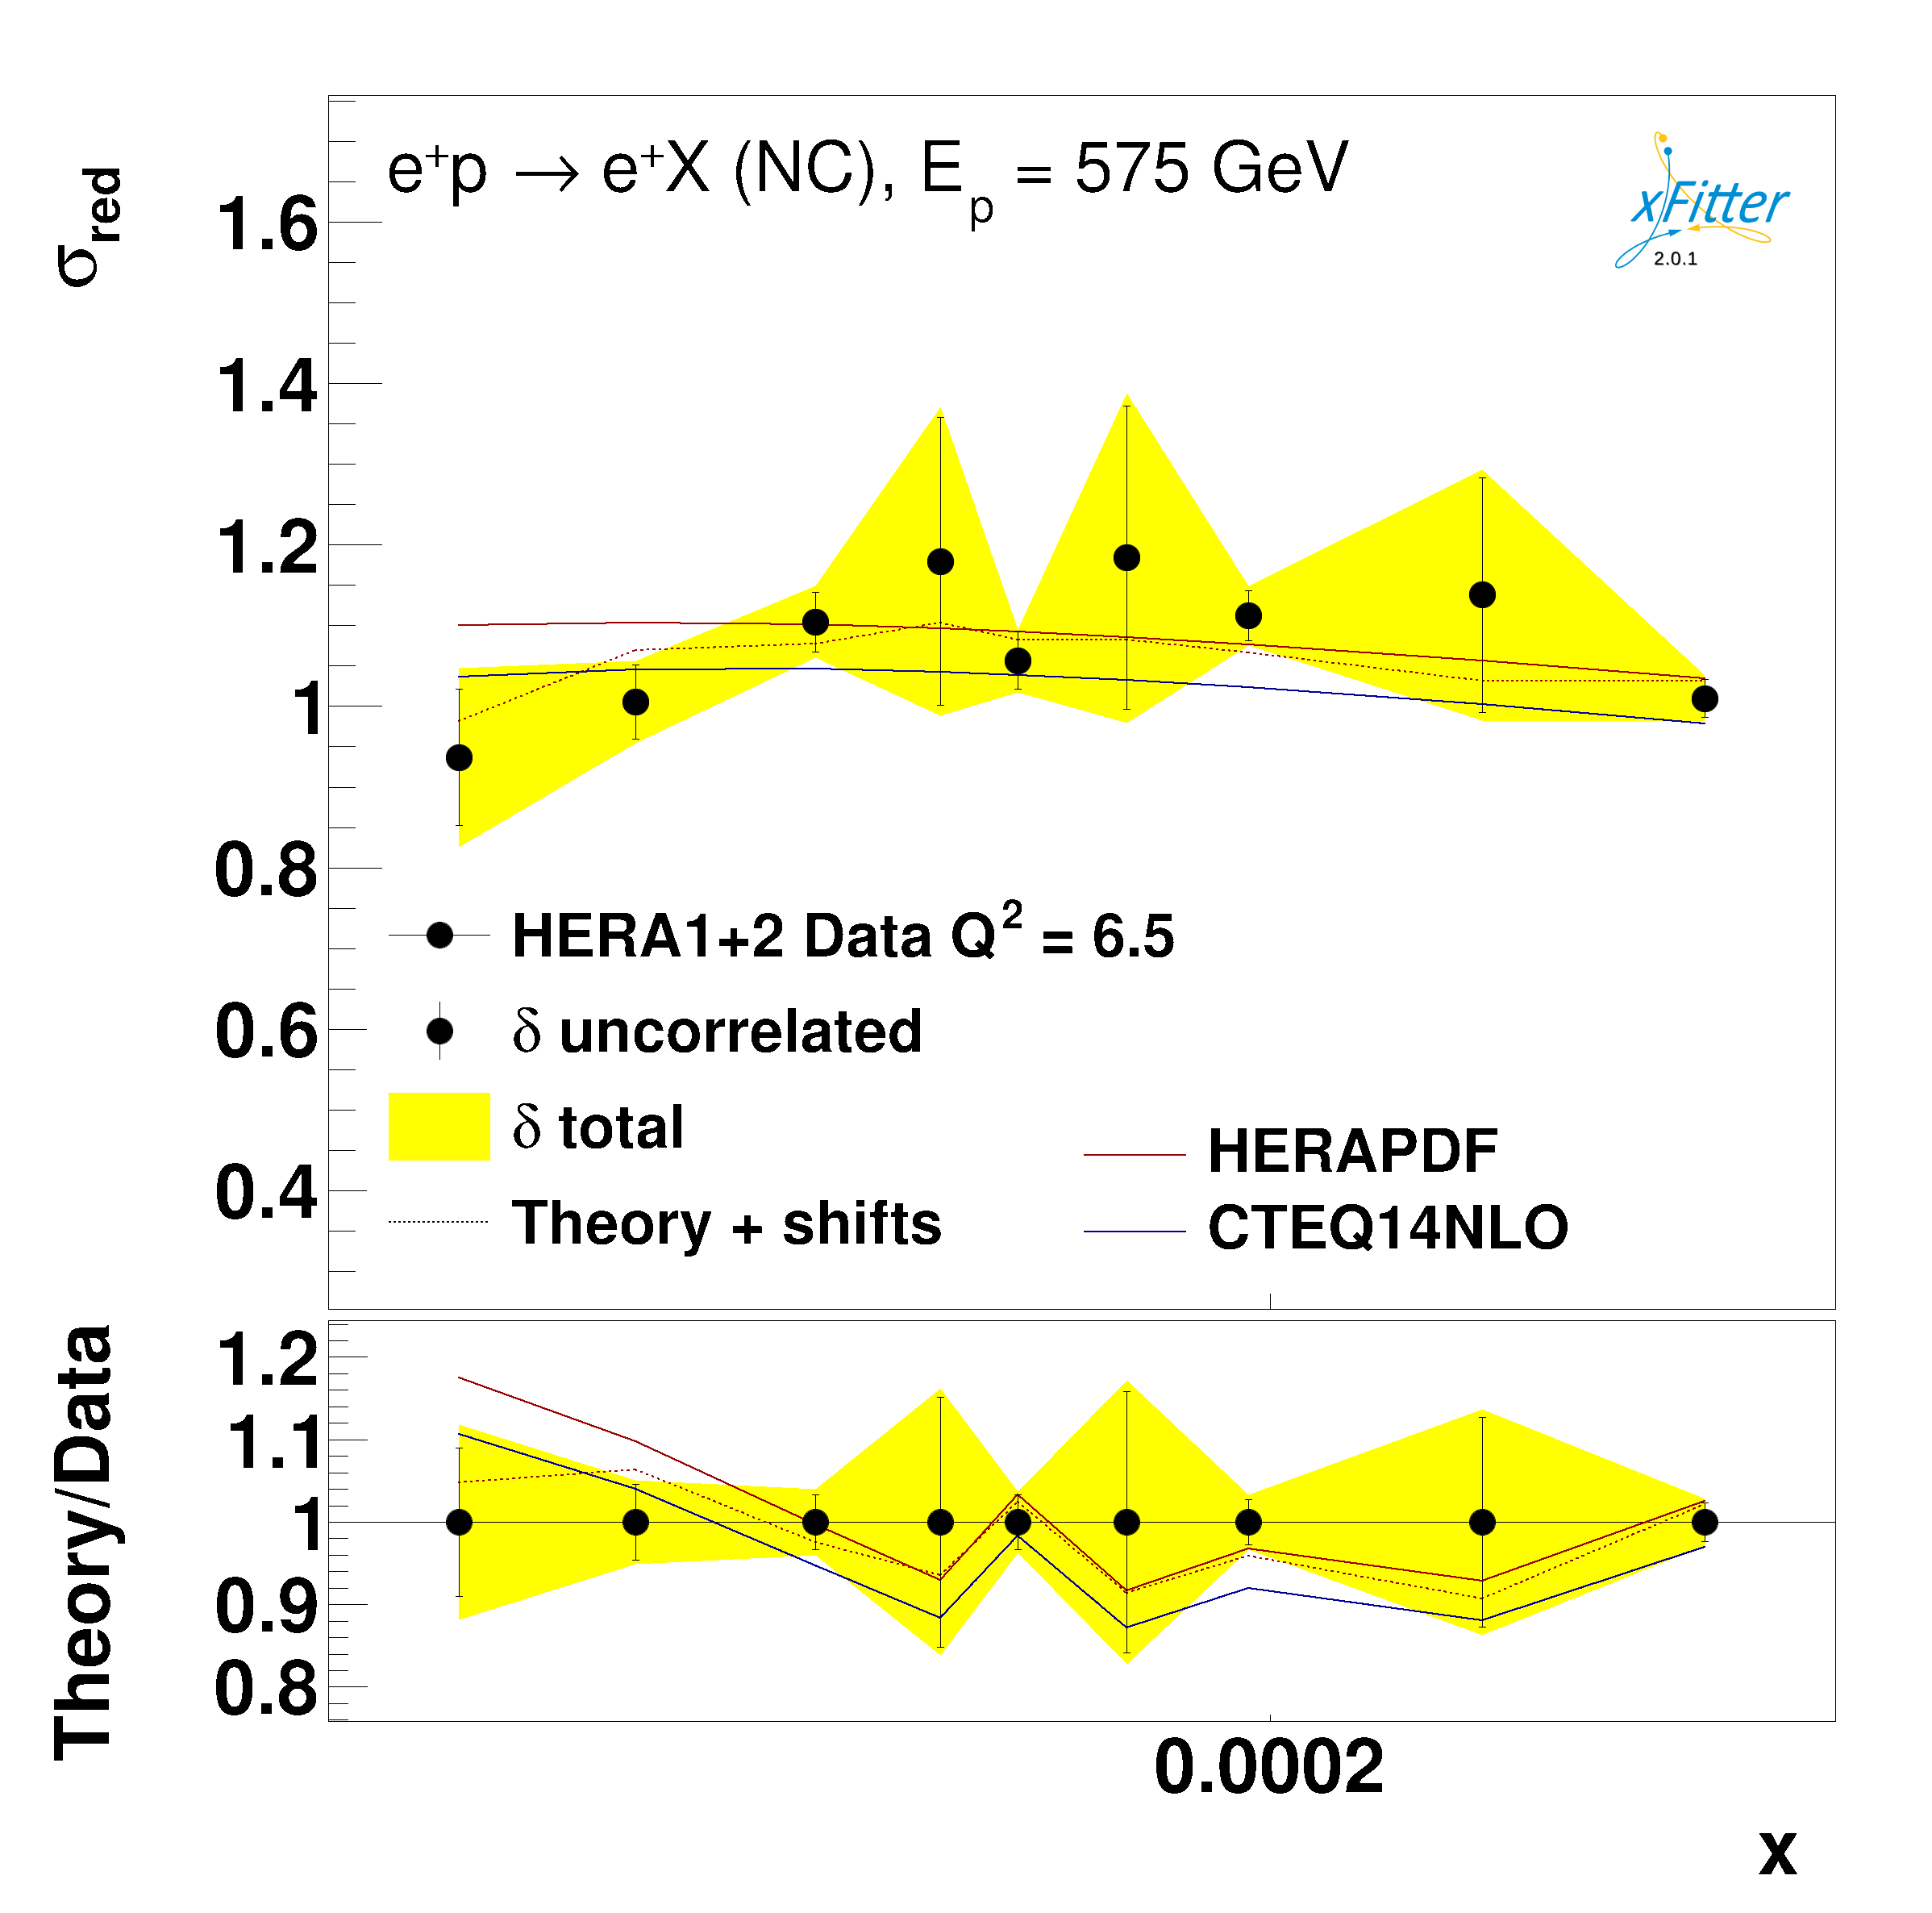 σred
e⁺p → e⁺X (NC), Eₚ = 575 GeV
xFitter
2.0.1
1.6
1.4
1.2
1
0.8
0.6
0.4
HERA1+2 Data Q² = 6.5
δ uncorrelated
δ total
Theory + shifts
HERAPDF
CTEQ14NLO
Theory/Data
1.2
1.1
1
0.9
0.8
0.0002
x